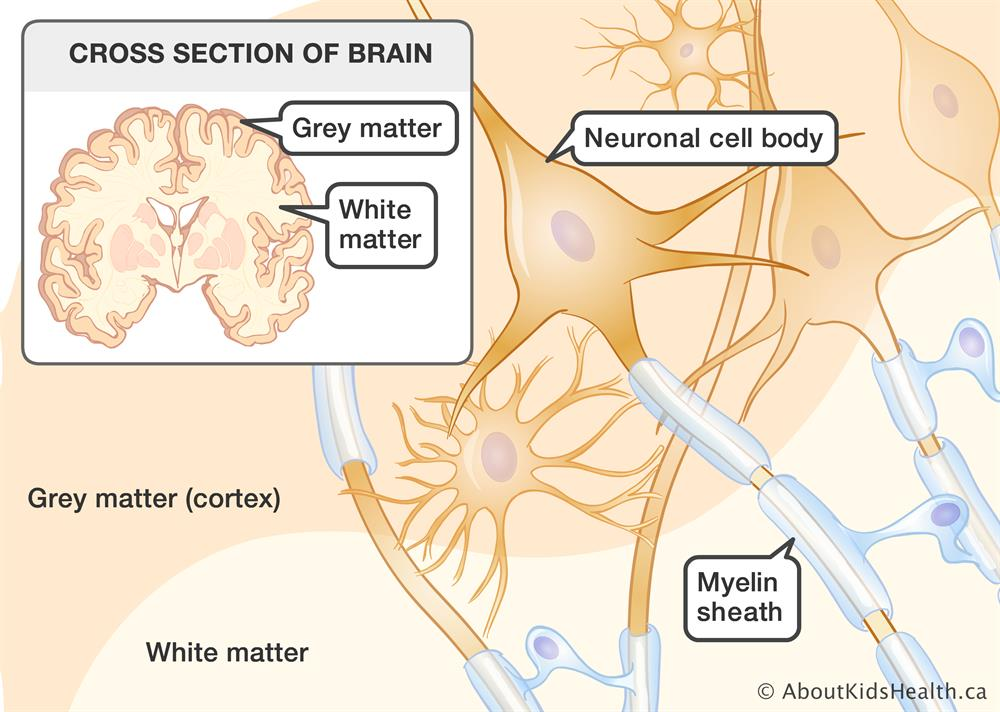 CROSS SECTION OF BRAIN
Grey matter
White
matter
Neuronal cell body
Grey matter (cortex)
Myelin
sheath
White matter
© AboutKidsHealth.ca